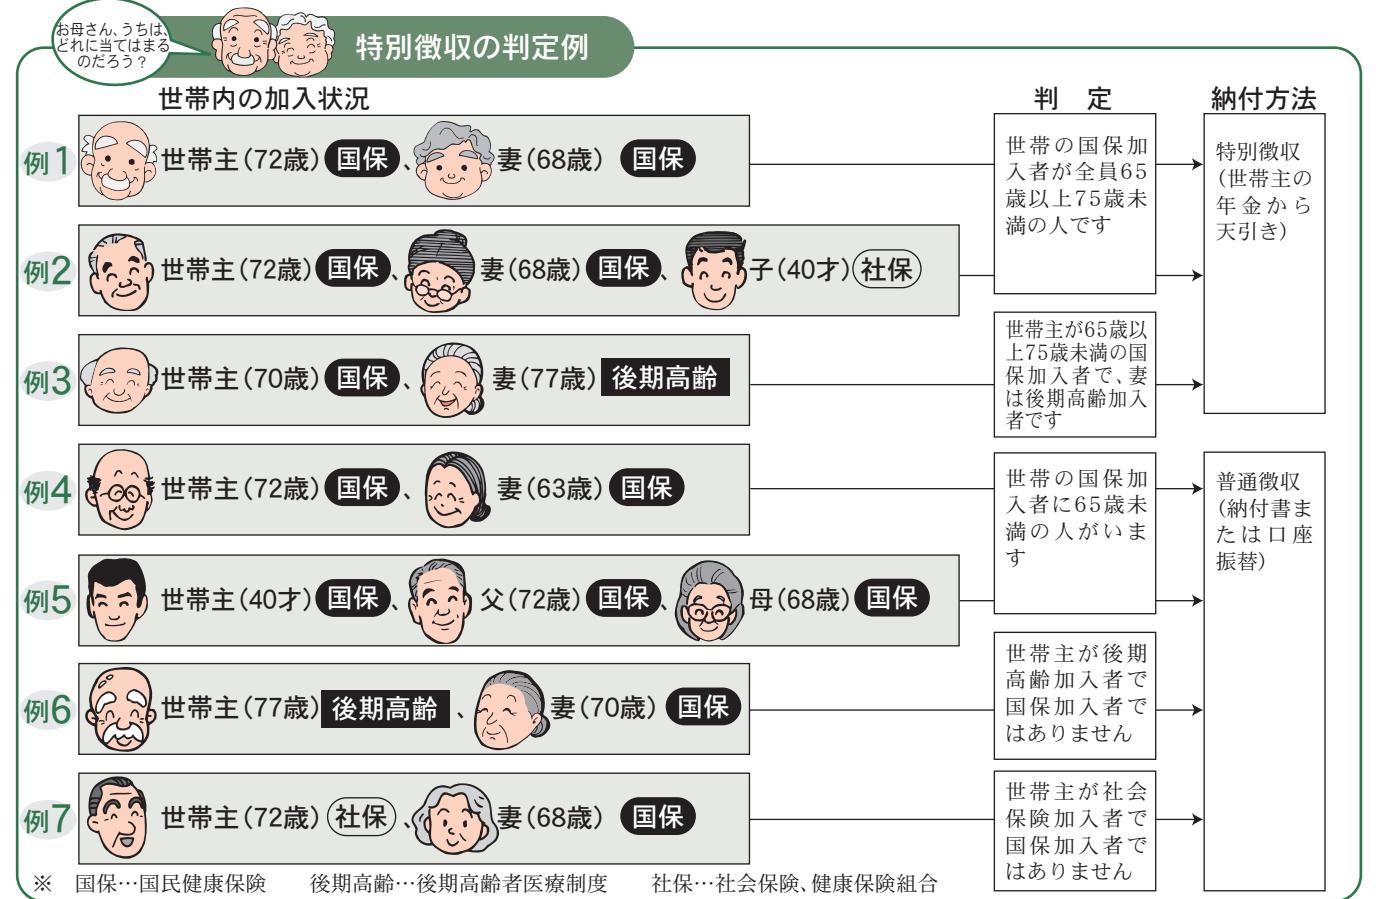 お母さん、うちは、
どれに当てはまる
のだろう？
特別徴収の判定例
世帯内の加入状況
判　定
納付方法
例1
世帯主（72歳）国保、妻（68歳）国保
世帯の国保加
入者が全員65
歳以上75歳未
満の人です
特別徴収
（世帯主の
年金から
天引き）
例2
世帯主（72歳）国保、妻（68歳）国保、子（40才）社保
例3
世帯主（70歳）国保、妻（77歳）後期高齢
世帯主が65歳以
上75歳未満の国
保加入者で、妻
は後期高齢加入
者です
例4
世帯主（72歳）国保、妻（63歳）国保
世帯の国保加
入者に65歳未
満の人がいま
す
普通徴収
（納付書ま
たは口座
振替）
例5
世帯主（40才）国保、父（72歳）国保、母（68歳）国保
例6
世帯主（77歳）後期高齢、妻（70歳）国保
世帯主が後期
高齢加入者で
国保加入者で
はありません
例7
世帯主（72歳）社保、妻（68歳）国保
世帯主が社会
保険加入者で
国保加入者で
はありません
※　国保…国民健康保険　後期高齢…後期高齢者医療制度　社保…社会保険、健康保険組合